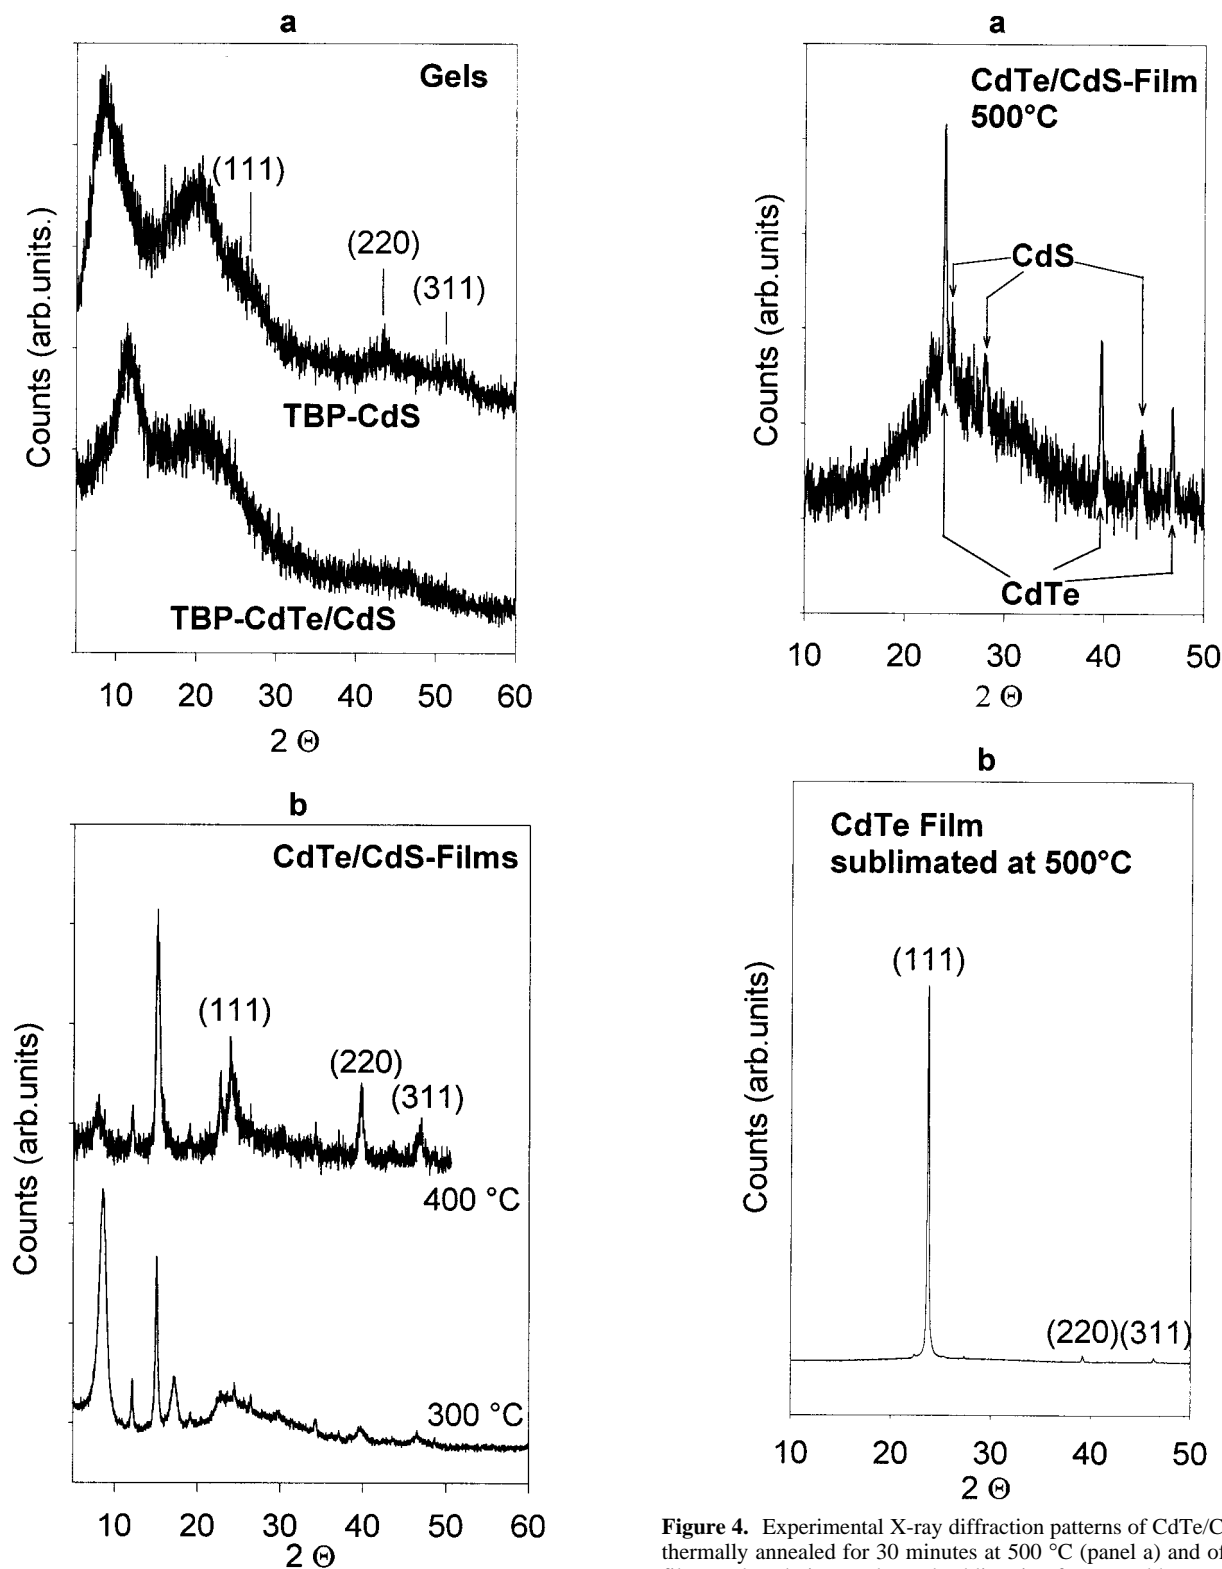 a
Gels
(111)
(220)
(311)
TBP-CdS
TBP-CdTe/CdS
Counts (arb.units.)
10 20 30 40 50 60
2 Θ
b
CdTe/CdS-Films
(111)
(220)
(311)
400 °C
300 °C
Counts (arb.units)
10 20 30 40 50 60
2 Θ
a
CdTe/CdS-Film
500°C
CdS
CdTe
Counts (arb.units)
10 20 30 40 50
2 Θ
b
CdTe Film
sublimated at 500°C
(111)
(220)(311)
Counts (arb.units)
10 20 30 40 50
2 Θ
Figure 4. Experimental X-ray diffraction patterns of CdTe/C
thermally annealed for 30 minutes at 500 °C (panel a) and of